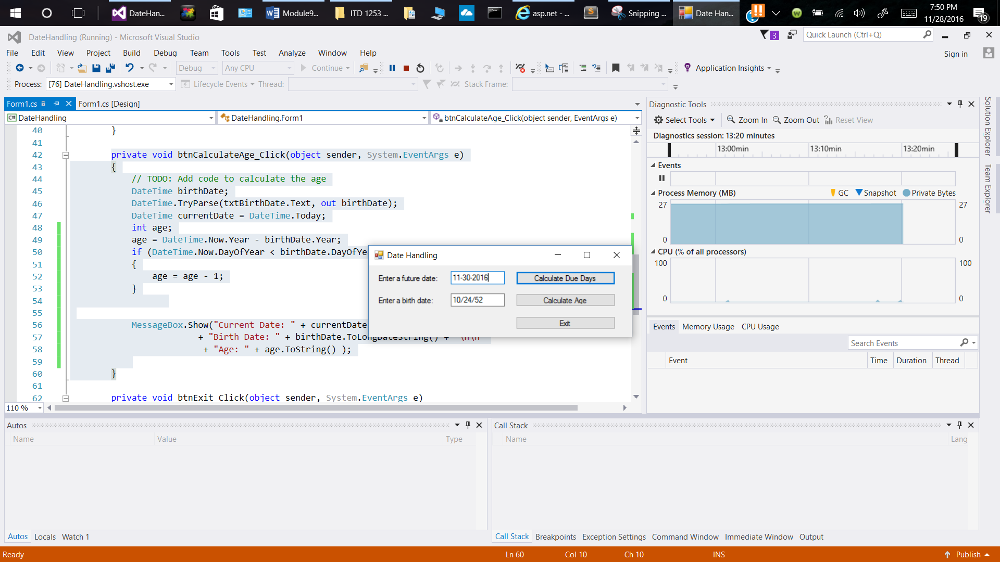 DateHan...
Module9...
ITD 1253 ...
asp.net - ...
Snipping ...
Date Han...
7:50 PM
11/28/2016
19
DateHandling (Running) - Microsoft Visual Studio
3
Quick Launch (Ctrl+Q)
File Edit View Project Build Debug Team Tools Test Analyze Window Help
Sign in
Debug Any CPU Continue Application Insights
Process: [76] DateHandling.vshost.exe Lifecycle Events Thread: Stack Frame:
Form1.cs Form1.cs [Design]
DateHandling DateHandling.Form1 btnCalculateAge_Click(object sender, EventArgs e)
40 }
41
42 private void btnCalculateAge_Click(object sender, System.EventArgs e)
43 {
44 // TODO: Add code to calculate the age
45 DateTime birthDate;
46 DateTime.TryParse(txtBirthDate.Text, out birthDate);
47 DateTime currentDate = DateTime.Today;
48 int age;
49 age = DateTime.Now.Year - birthDate.Year;
50 if (DateTime.Now.DayOfYear < birthDate.DayOfYea
51 {
52 age = age - 1;
53 }
54
55
56 MessageBox.Show("Current Date: " + currentDate
57 + "Birth Date: " + birthDate.ToLongDateString() +
58 + "Age: " + age.ToString() );
59
60 }
61
62 private void btnExit_Click(object sender, System.EventArgs e)
110 %
Date Handling
Enter a future date: 11-30-2016 Calculate Due Days
Enter a birth date: 10/24/52 Calculate Age
Exit
Diagnostic Tools
Select Tools Zoom In Zoom Out Reset View
Diagnostics session: 13:20 minutes
13:00min 13:10min 13:20min
Events
Process Memory (MB) GC Snapshot Private Bytes
27 27
0 0
CPU (% of all processors)
100 100
0 0
Events Memory Usage CPU Usage
Search Events
Event Time Duration Thread
Solution Explorer
Team Explorer
Autos
Name Value Type
Autos Locals Watch 1
Call Stack
Name Lang
Call Stack Breakpoints Exception Settings Command Window Immediate Window Output
Ready Ln 60 Col 10 Ch 10 INS Publish